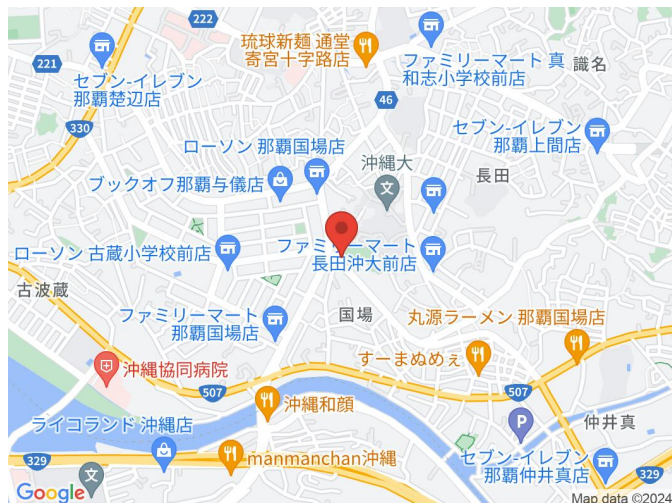 222
琉球新麺 通堂
寄宮十字路店
ファミリーマート 真
和志小学校前店
識名
221
セブン-イレブン
那覇楚辺店
46
330
セブン-イレブン
那覇上間店
ローソン 那覇国場店
沖縄大
長田
ブックオフ那覇与儀店
ローソン 古蔵小学校前店
ファミリーマート
長田沖大前店
古波蔵
ファミリーマート
那覇国場店
国場
丸源ラーメン 那覇国場店
すーまぬめぇ
沖縄協同病院
507
507
沖縄和顔
P
仲井真
ライコランド 沖縄店
329
manmanchan沖縄
セブン-イレブン
那覇仲井真店
329
Google
Map data ©2024